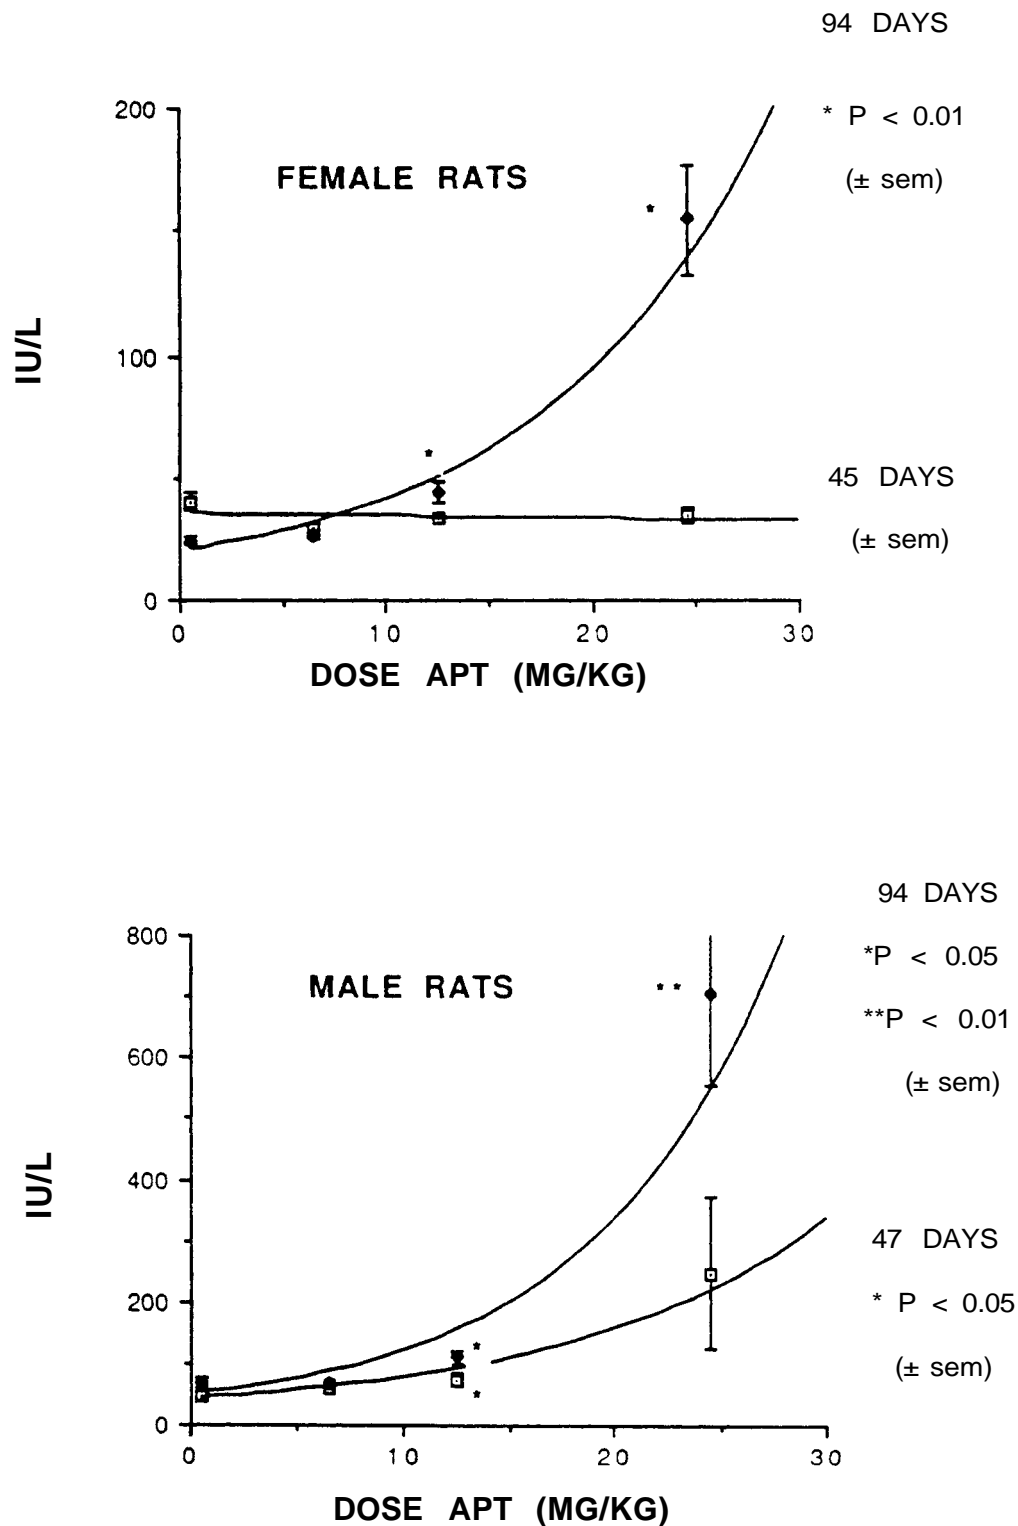 94 DAYS
* P < 0.01
(± sem)
200
FEMALE RATS
*
IU/L
100
*
45 DAYS
(± sem)
0
0 10 20 30
DOSE APT (MG/KG)
94 DAYS
*P < 0.05
**P < 0.01
(± sem)
800
MALE RATS
**
600
IU/L
400
47 DAYS
* P < 0.05
(± sem)
200
*
*
0
0 10 20 30
DOSE APT (MG/KG)